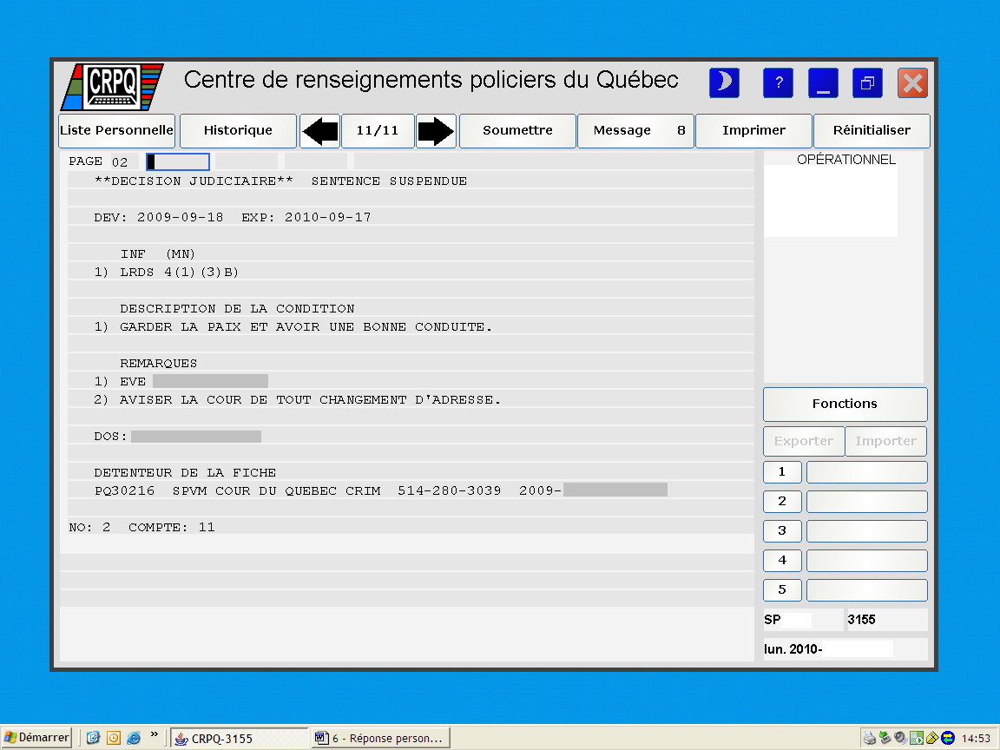 CRPQ Centre de renseignements policiers du Québec ?
Liste Personnelle Historique 11/11 Soumettre Message 8 Imprimer Réinitialiser
PAGE 02 OPÉRATIONNEL
**DECISION JUDICIAIRE** SENTENCE SUSPENDUE
DEV: 2009-09-18 EXP: 2010-09-17
INF (MN)
1) LRDS 4(1)(3)B)
DESCRIPTION DE LA CONDITION
1) GARDER LA PAIX ET AVOIR UNE BONNE CONDUITE.
REMARQUES
1) EVE
2) AVISER LA COUR DE TOUT CHANGEMENT D'ADRESSE.
DOS:
DETENTEUR DE LA FICHE
PQ30216 SPVM COUR DU QUEBEC CRIM 514-280-3039 2009-
NO: 2 COMPTE: 11
Fonctions
Exporter Importer
1
2
3
4
5
SP 3155
lun. 2010-
Démarrer » CRPQ-3155 6 - Réponse person... 14:53